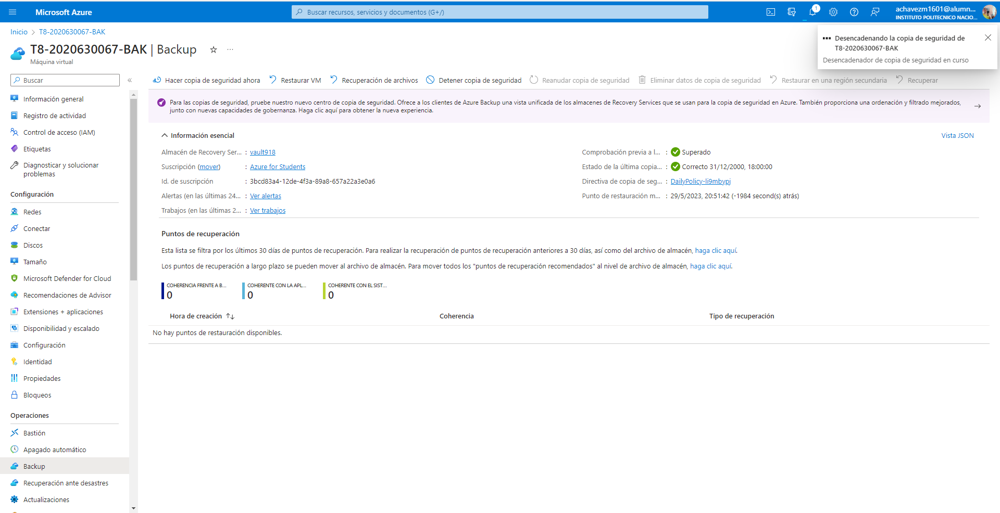 Microsoft Azure
Buscar recursos, servicios y documentos (G+/)
1
achavezm1601@alumn...
INSTITUTO POLITECNICO NACIO...
Inicio > T8-2020630067-BAK
T8-2020630067-BAK | Backup
Máquina virtual
Desencadenando la copia de seguridad de
T8-2020630067-BAK
Desencadenador de copia de seguridad en curso
Buscar
Hacer copia de seguridad ahora
Restaurar VM
Recuperación de archivos
Detener copia de seguridad
Reanudar copia de seguridad
Eliminar datos de copia de seguridad
Restaurar en una región secundaria
Recuperar
Información general
Registro de actividad
Control de acceso (IAM)
Etiquetas
Diagnosticar y solucionar
problemas
Configuración
Redes
Conectar
Discos
Tamaño
Microsoft Defender for Cloud
Recomendaciones de Advisor
Extensiones + aplicaciones
Disponibilidad y escalado
Configuración
Identidad
Propiedades
Bloqueos
Operaciones
Bastión
Apagado automático
Backup
Recuperación ante desastres
Actualizaciones
Para las copias de seguridad, pruebe nuestro nuevo centro de copia de seguridad. Ofrece a los clientes de Azure Backup una vista unificada de los almacenes de Recovery Services que se usan para la copia de seguridad en Azure. También proporciona una ordenación y filtrado mejorados,
junto con nuevas capacidades de gobernanza. Haga clic aquí para obtener la nueva experiencia.
Información esencial
Vista JSON
Almacén de Recovery Ser... : vault918
Suscripción (mover) : Azure for Students
Id. de suscripción : 3bcd83a4-12de-4f3a-89a8-657a22a3e0a6
Alertas (en las últimas 24... : Ver alertas
Trabajos (en las últimas 2... : Ver trabajos
Comprobación previa a l... : Superado
Estado de la última copia... : Correcto 31/12/2000, 18:00:00
Directiva de copia de seg... : DailyPolicy-li9mbypj
Punto de restauración m... : 29/5/2023, 20:51:42 (-1984 second(s) atrás)
Puntos de recuperación
Esta lista se filtra por los últimos 30 días de puntos de recuperación. Para realizar la recuperación de puntos de recuperación anteriores a 30 días, así como del archivo de almacén, haga clic aquí.
Los puntos de recuperación a largo plazo se pueden mover al archivo de almacén. Para mover todos los "puntos de recuperación recomendados" al nivel de archivo de almacén, haga clic aquí.
COHERENCIA FRENTE A B...
0
COHERENTE CON LA APL...
0
COHERENTE CON EL SIST...
0
Hora de creación
Coherencia
Tipo de recuperación
No hay puntos de restauración disponibles.